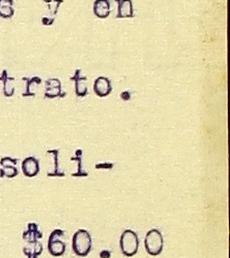 s y en
trato.
soli-
$60.00